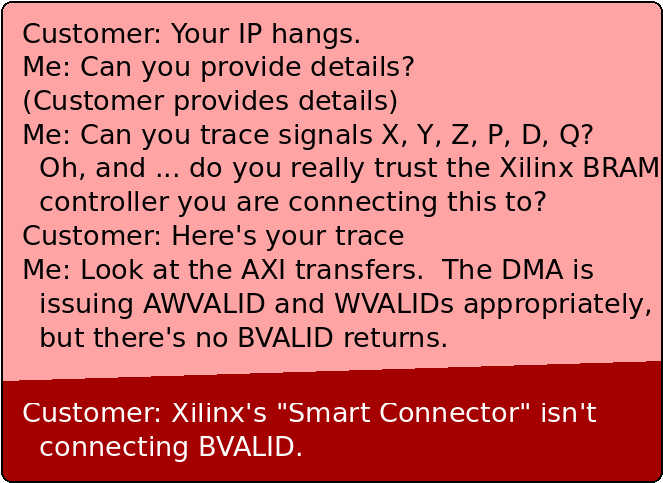 Customer: Your IP hangs.
Me: Can you provide details?
(Customer provides details)
Me: Can you trace signals X, Y, Z, P, D, Q?
Oh, and ... do you really trust the Xilinx BRAM
controller you are connecting this to?
Customer: Here's your trace
Me: Look at the AXI transfers.  The DMA is
issuing AWVALID and WVALIDs appropriately,
but there's no BVALID returns.
Customer: Xilinx's "Smart Connector" isn't
connecting BVALID.